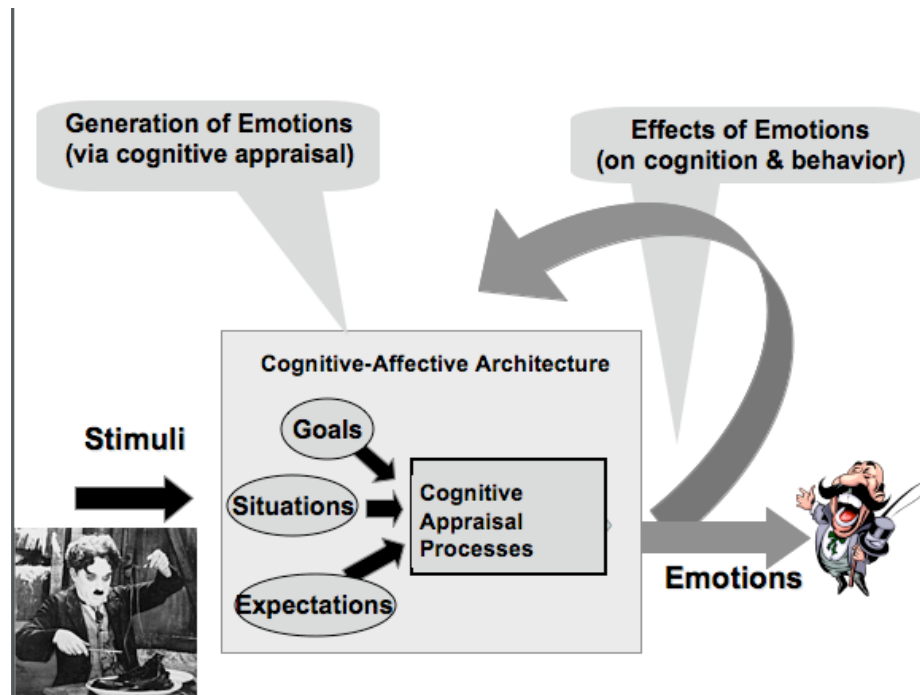 Generation of Emotions
(via cognitive appraisal)
Effects of Emotions
(on cognition & behavior)
Cognitive-Affective Architecture
Stimuli
Goals
Situations
Expectations
Cognitive
Appraisal
Processes
Emotions